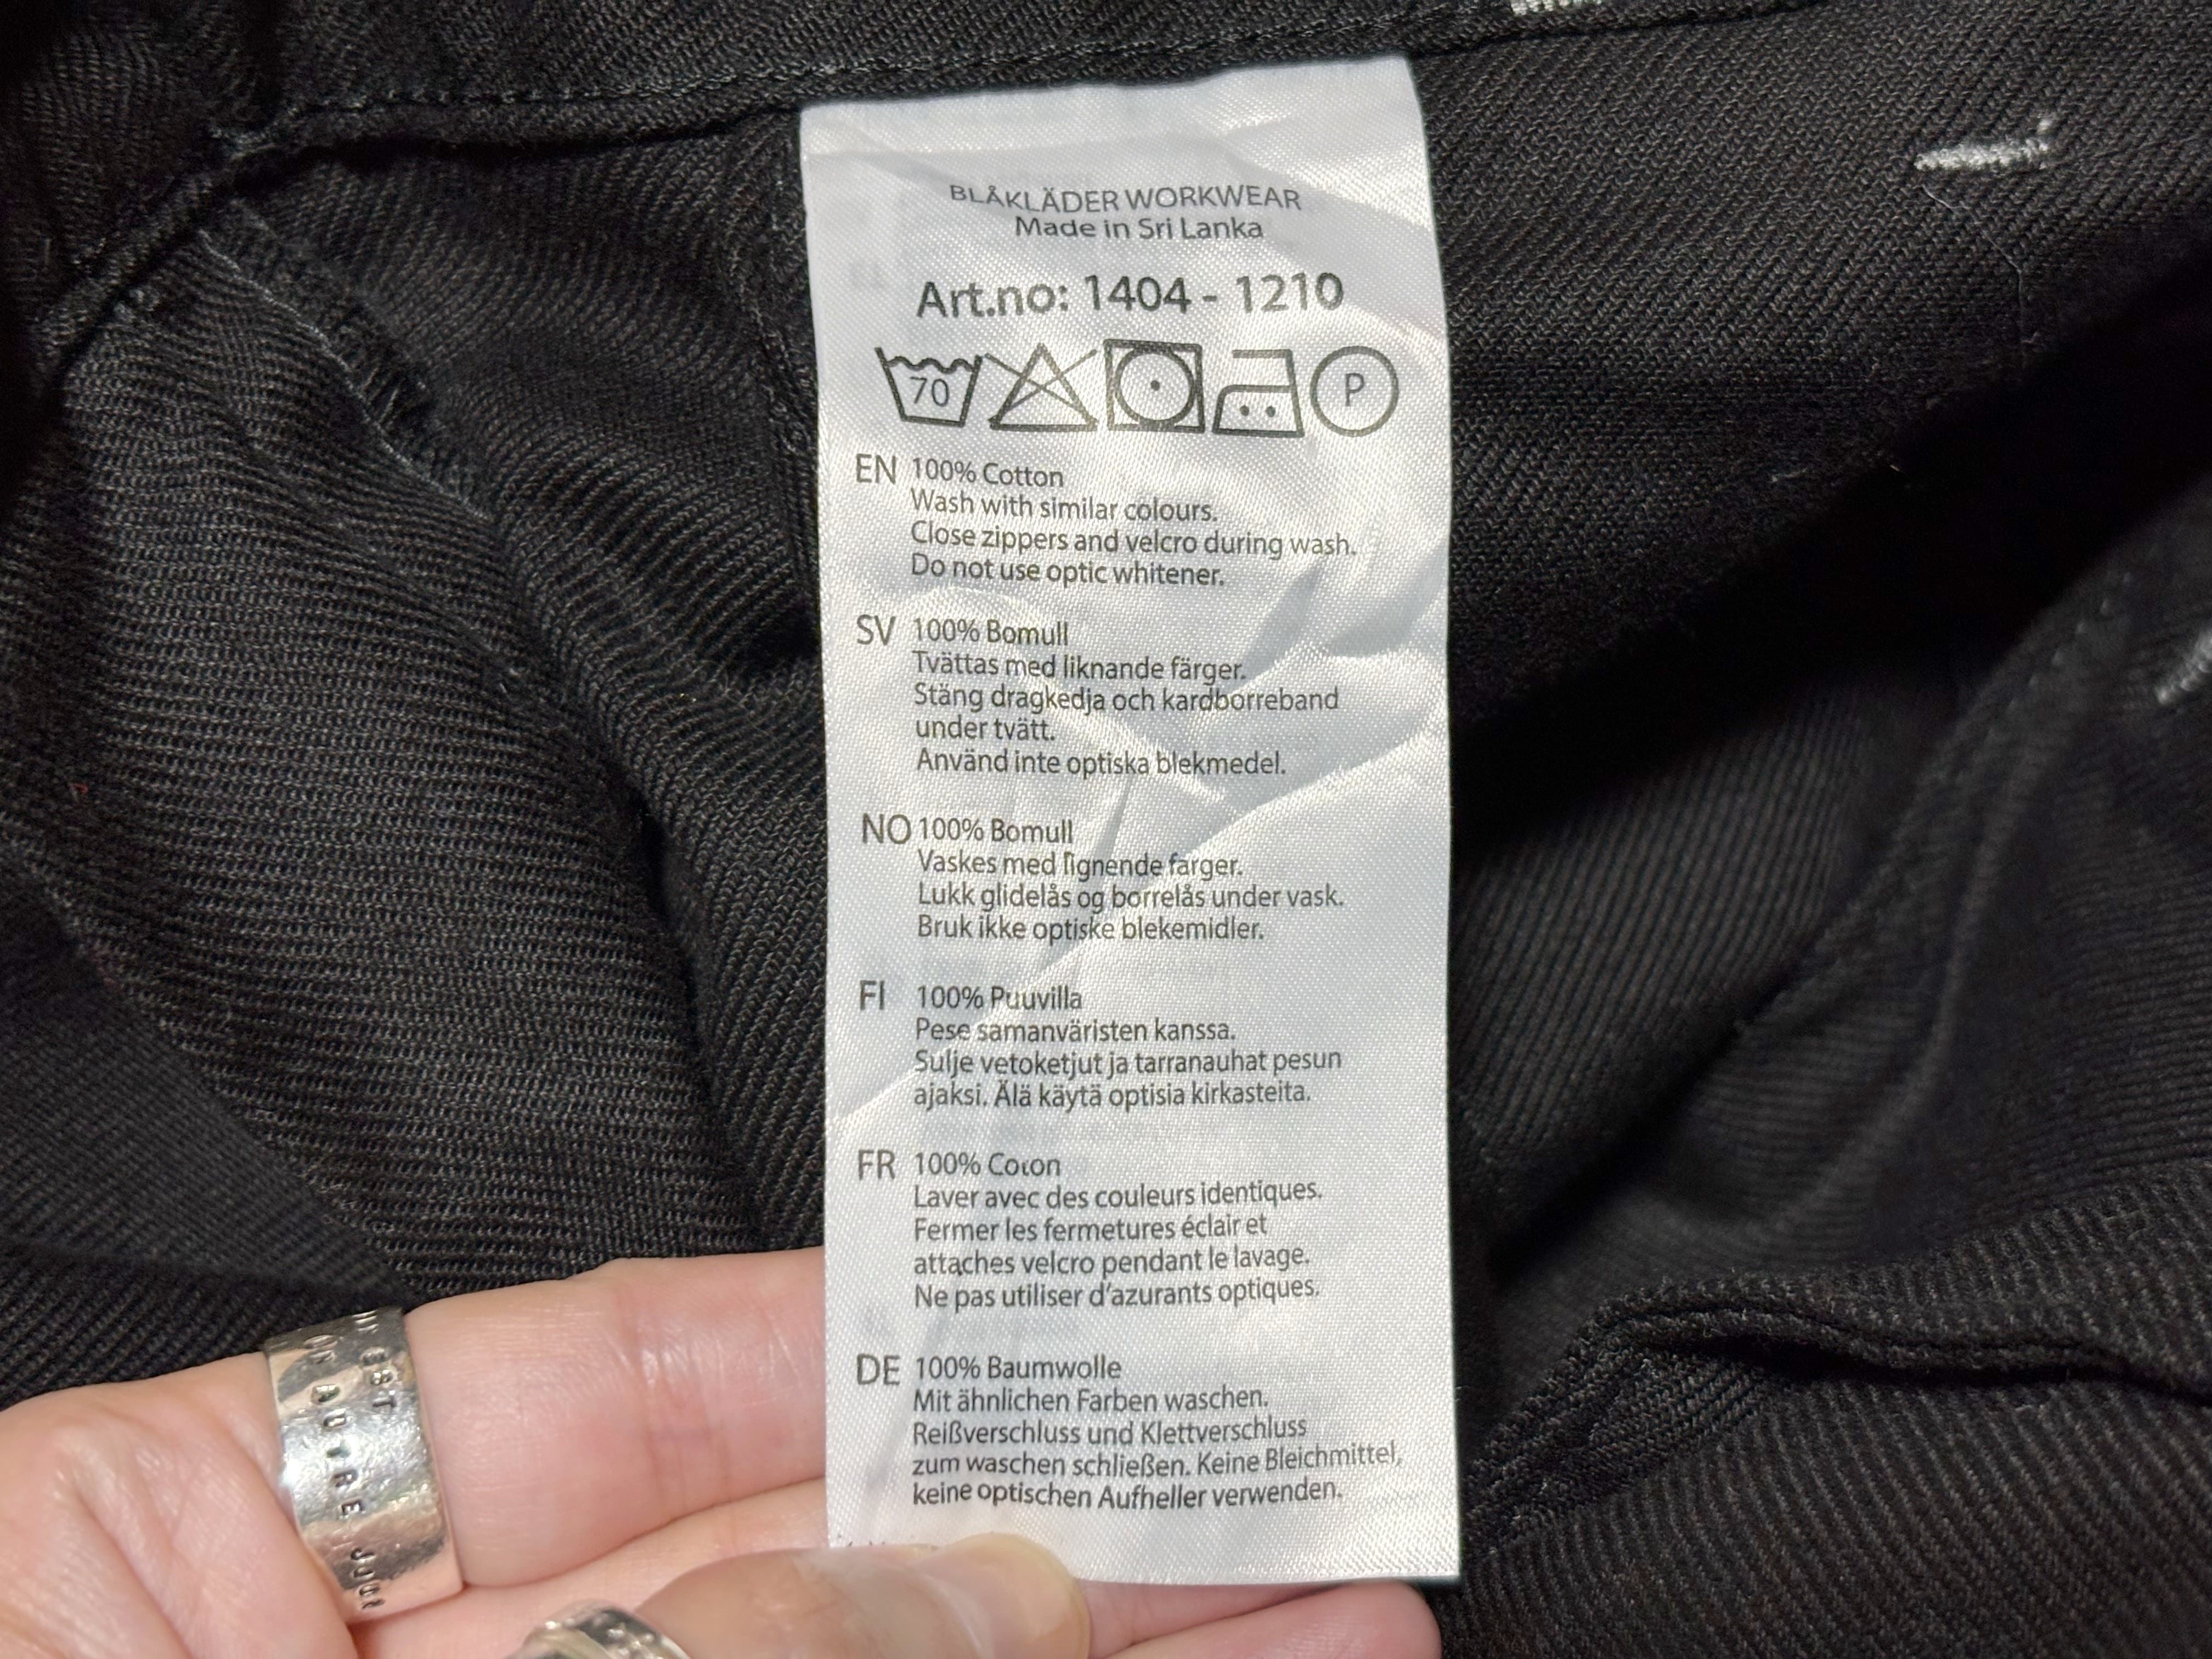 BLÅKLÄDER WORKWEAR
Made in Sri Lanka
Art.no: 1404 - 1210
70
P
EN 100% Cotton
Wash with similar colours.
Close zippers and velcro during wash.
Do not use optic whitener.
SV 100% Bomull
Tvättas med liknande färger.
Stäng dragkedja och kardborreband
under tvätt.
Använd inte optiska blekmedel.
NO 100% Bomull
Vaskes med lignende farger.
Lukk glidelås og borrelås under vask.
Bruk ikke optiske blekemidler.
FI 100% Puuvilla
Pese samanväristen kanssa.
Sulje vetoketjut ja tarranauhat pesun
ajaksi. Älä käytä optisia kirkasteita.
FR 100% Coton
Laver avec des couleurs identiques.
Fermer les fermetures éclair et
attaches velcro pendant le lavage.
Ne pas utiliser d'azurants optiques.
DE 100% Baumwolle
Mit ähnlichen Farben waschen.
Reißverschluss und Klettverschluss
zum waschen schließen. Keine Bleichmittel,
keine optischen Aufheller verwenden.
EST
UN AUTRE JOUR